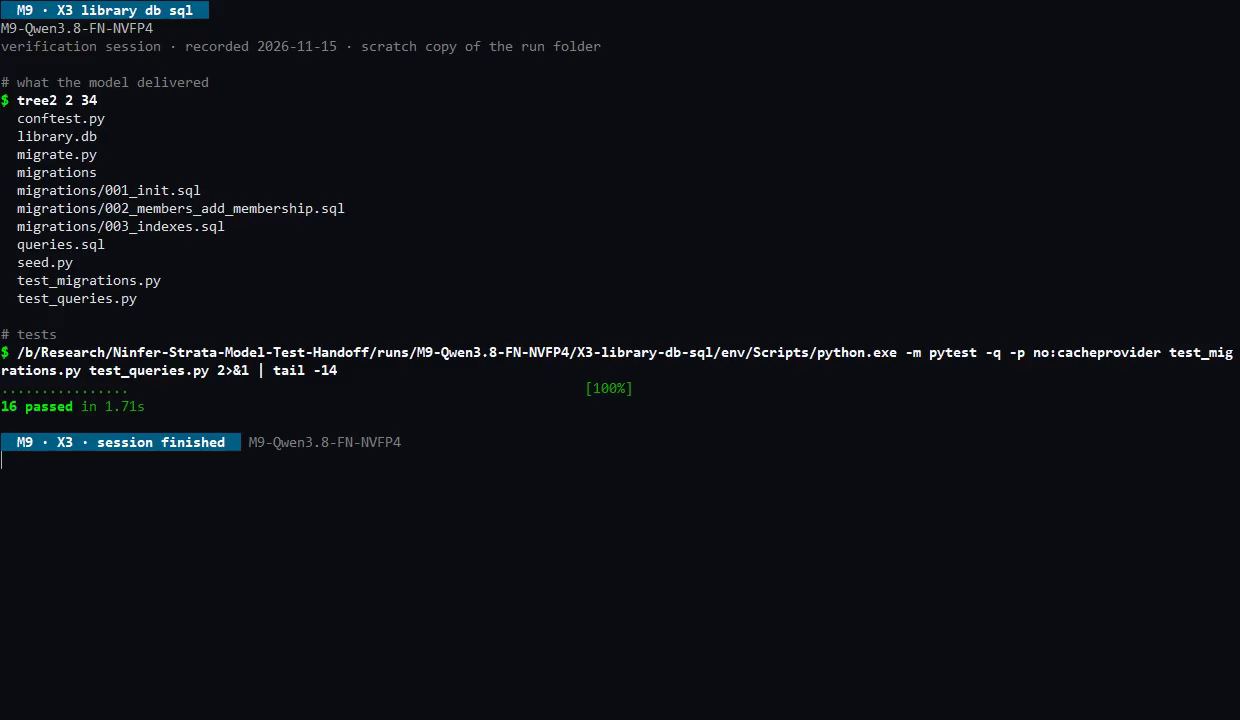 M9 · X3 library db sql
M9-Qwen3.8-FN-NVFP4
verification session · recorded 2026-11-15 · scratch copy of the run folder
# what the model delivered
$ tree2 2 34
conftest.py
library.db
migrate.py
migrations
migrations/001_init.sql
migrations/002_members_add_membership.sql
migrations/003_indexes.sql
queries.sql
seed.py
test_migrations.py
test_queries.py
# tests
$ /b/Research/Ninfer-Strata-Model-Test-Handoff/runs/M9-Qwen3.8-FN-NVFP4/X3-library-db-sql/env/Scripts/python.exe -m pytest -q -p no:cacheprovider test_mig
rations.py test_queries.py 2>&1 | tail -14
................ [100%]
16 passed in 1.71s
M9 · X3 · session finished M9-Qwen3.8-FN-NVFP4